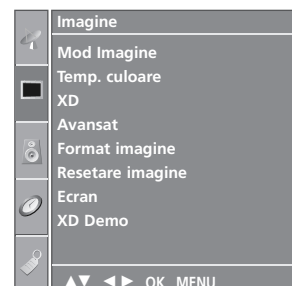 Imagine
Mod Imagine
Temp. culoare
XD
Avansat
Format imagine
Resetare imagine
Ecran
XD Demo
▲▼ ◄► OK MENU